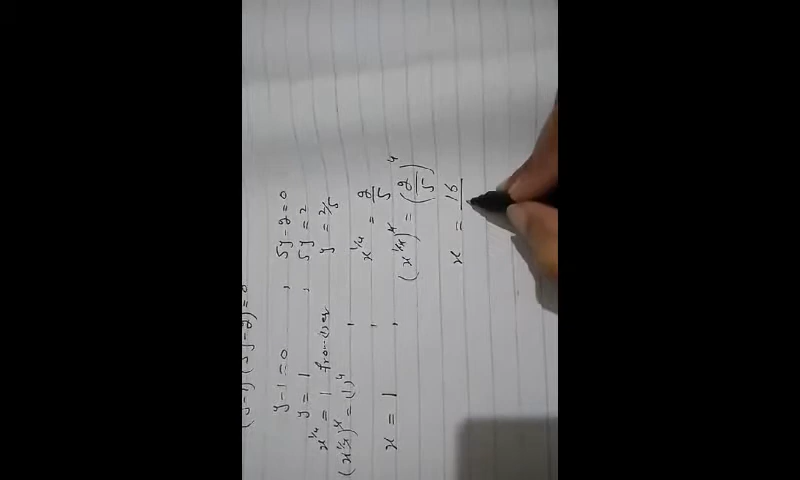 (y-1)(5y-2)=0
y-1=0 , 5y-2=0
y=1 , 5y=2
x^{1/4} = 1 from y = 2/5
(x^{1/4})^4 = (1)^4 , x^{1/4} = 2/5
x = 1 , (x^{1/4})^4 = (2/5)^4
x = 16